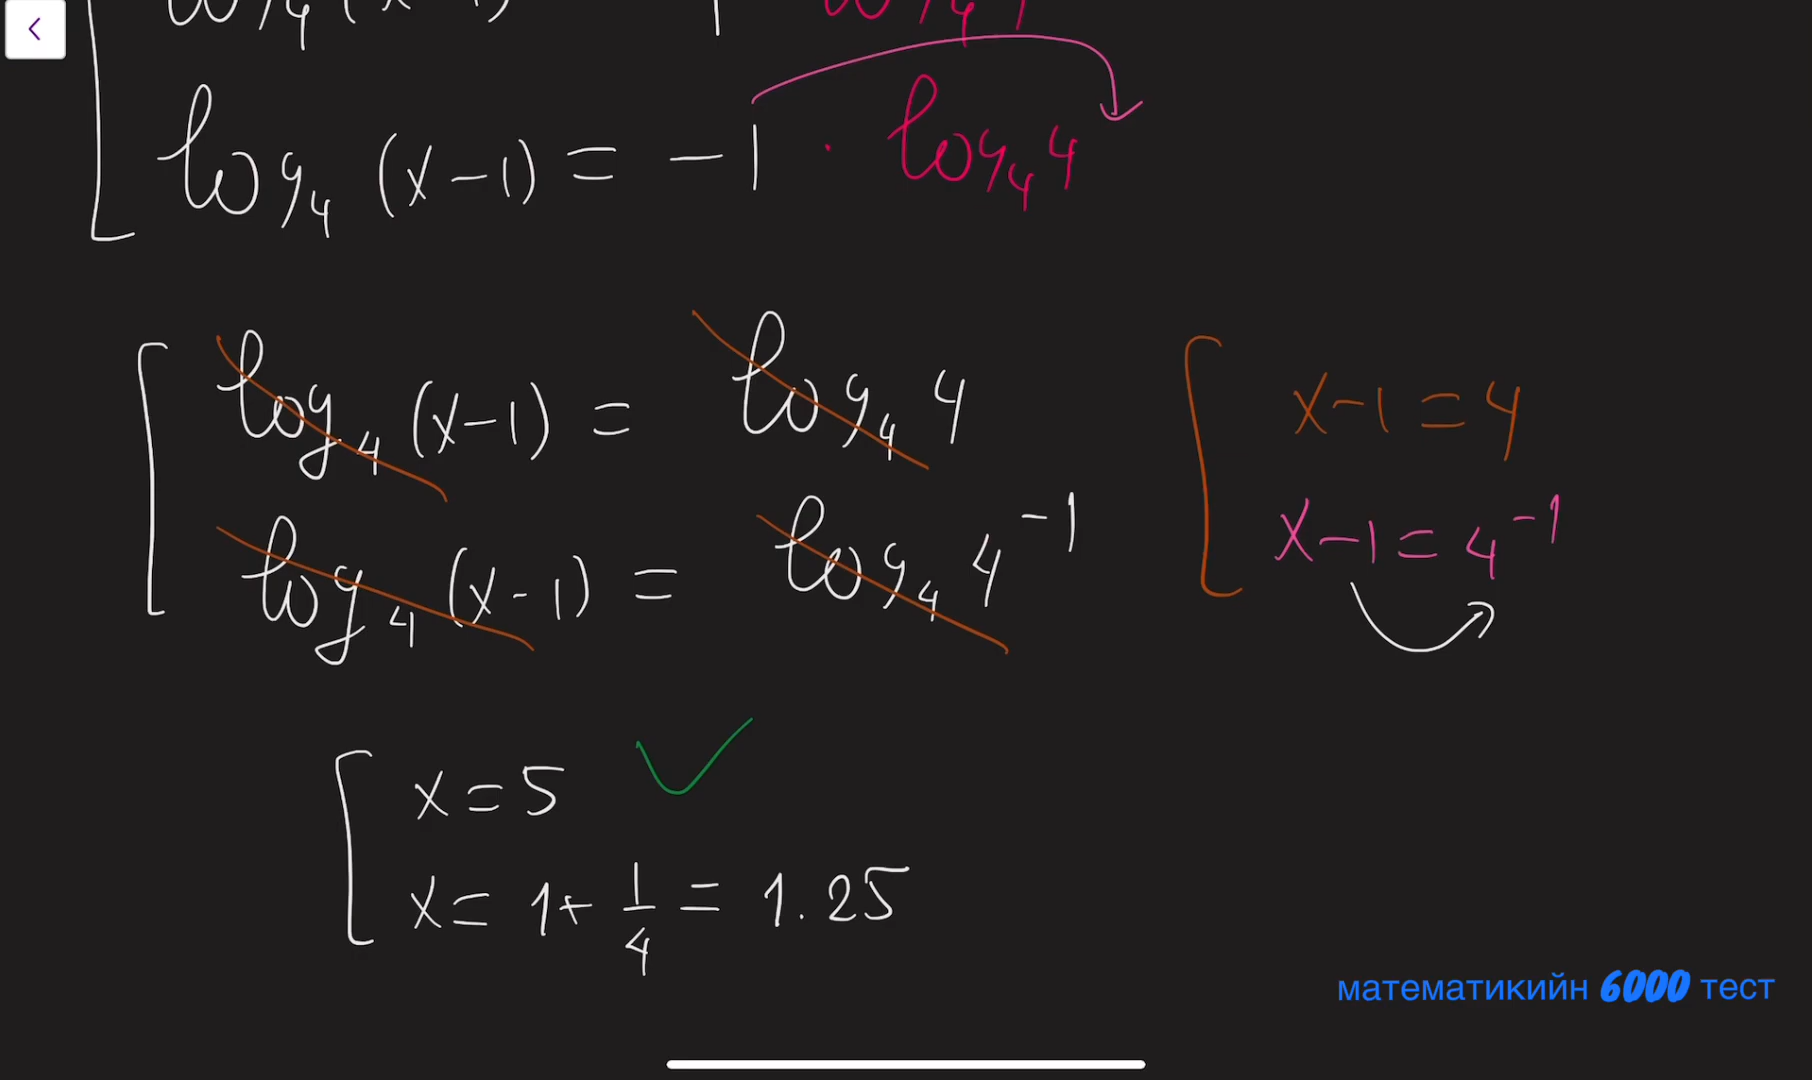 log₄(x-1) = -1 · log₄4
log₄(x-1) = log₄4
x-1=4
log₄(x-1) = log₄4⁻¹
x-1=4⁻¹
x=5
x= 1+ 1/4 = 1.25
математикийн 6000 тест